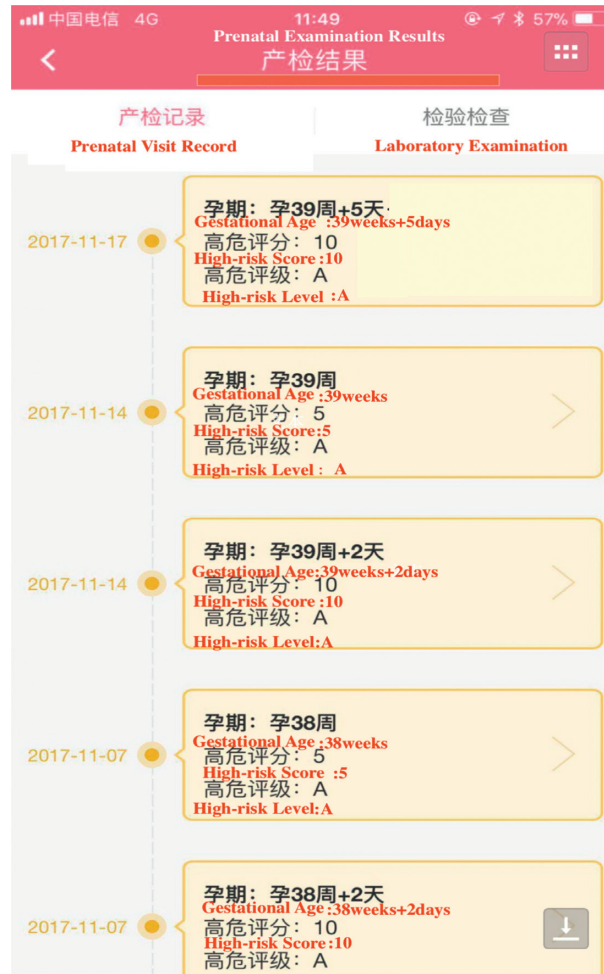 中国电信 4G 11:49 57%
Prenatal Examination Results
产检结果
产检记录 检验检查
Prenatal Visit Record Laboratory Examination
2017-11-17
孕期：孕39周+5天
Gestational Age :39weeks+5days
高危评分：10
High-risk Score :10
高危评级：A
High-risk Level :A
2017-11-14
孕期：孕39周
Gestational Age :39weeks
高危评分：5
High-risk Score:5
高危评级：A
High-risk Level : A
2017-11-14
孕期：孕39周+2天
Gestational Age:39weeks+2days
高危评分：10
High-risk Score :10
高危评级：A
High-risk Level:A
2017-11-07
孕期：孕38周
Gestational Age :38weeks
高危评分：5
High-risk Score :5
高危评级：A
High-risk Level:A
2017-11-07
孕期：孕38周+2天
Gestational Age :38weeks+2days
高危评分：10
High-risk Score :10
高危评级：A